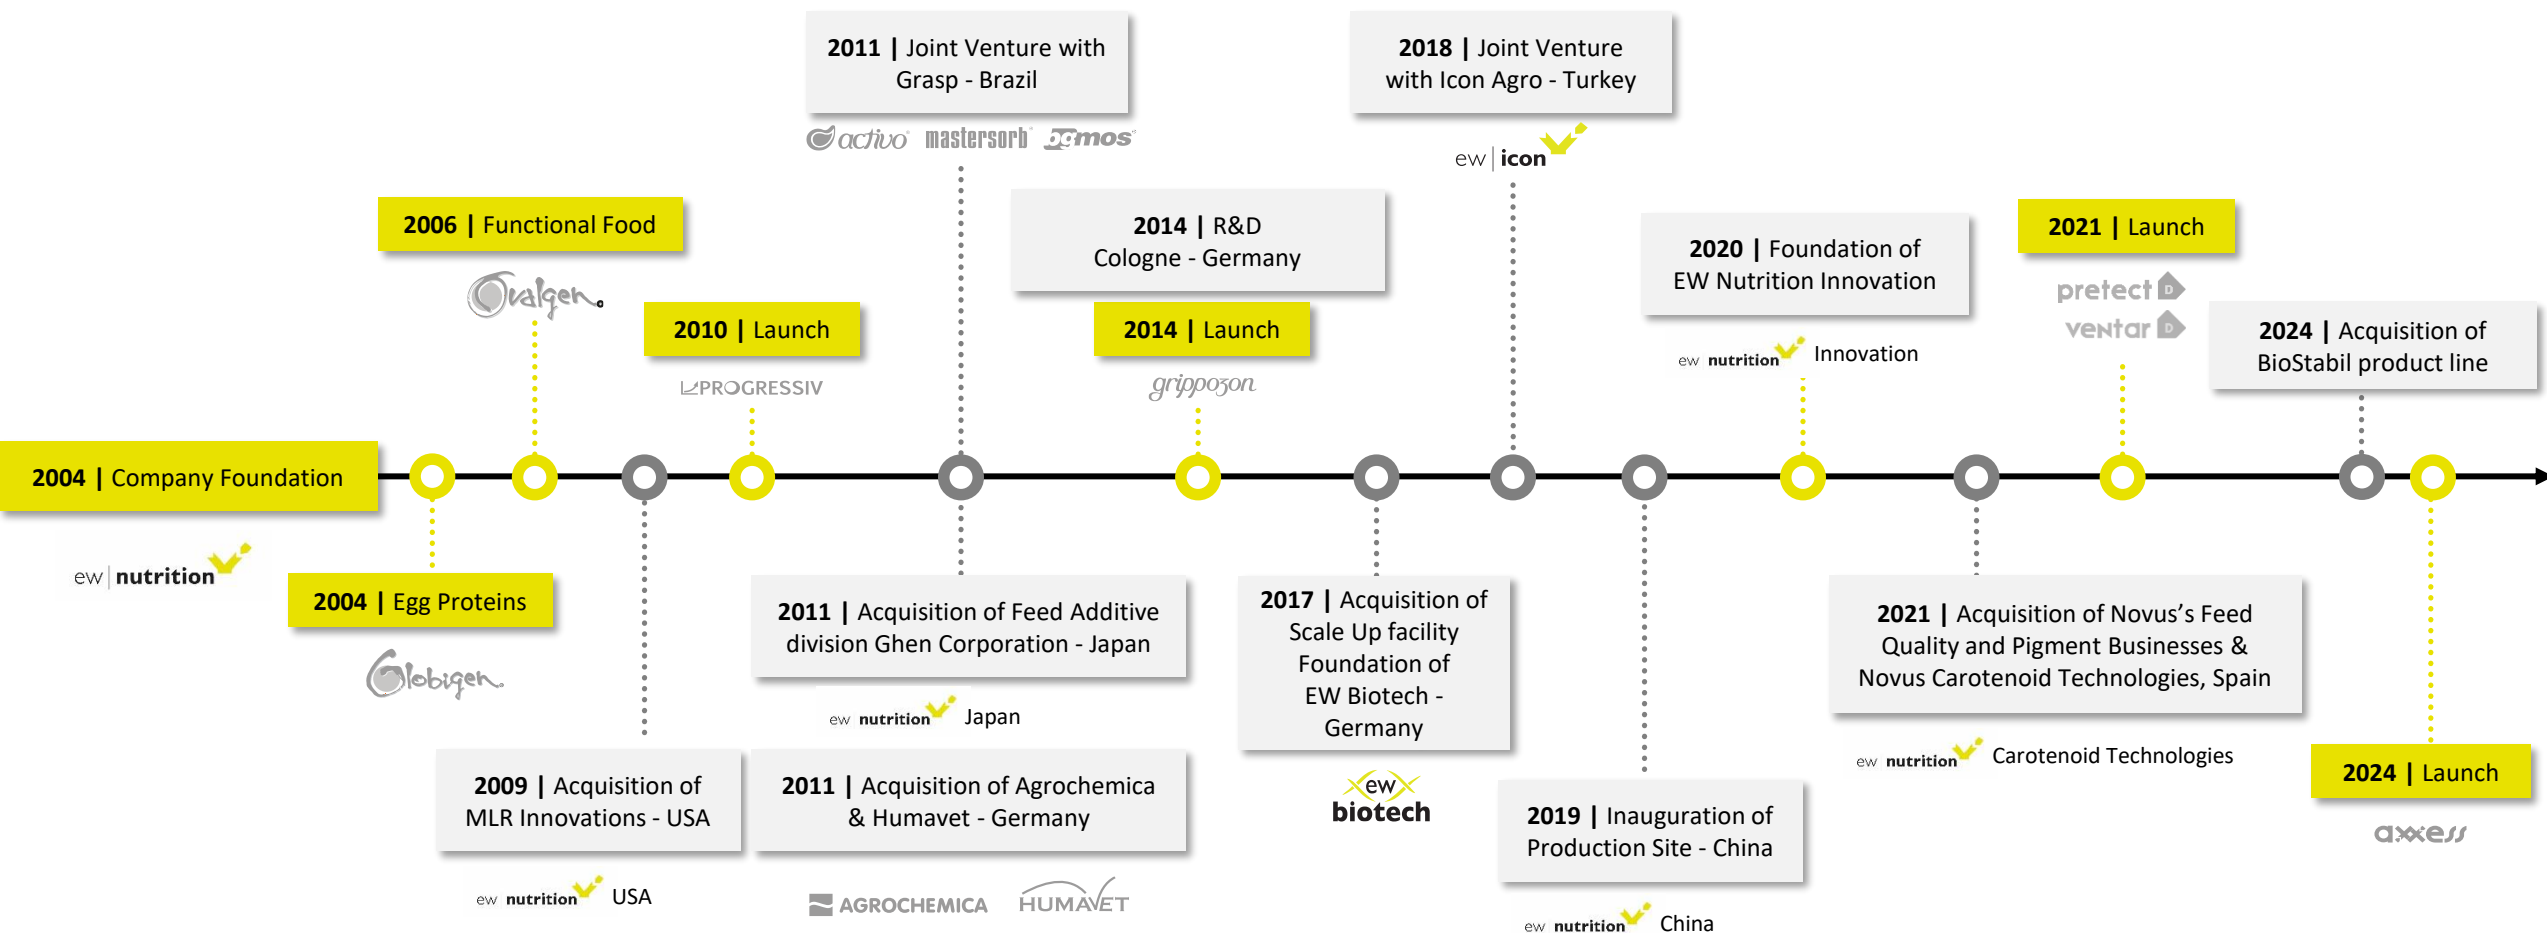 2004 | Company Foundation
ew | nutrition
2004 | Egg Proteins
Globigen
2006 | Functional Food
Ovalgen
2009 | Acquisition of
MLR Innovations - USA
ew nutrition USA
2010 | Launch
PROGRESSIV
2011 | Joint Venture with
Grasp - Brazil
activo mastersorb bgmos
2011 | Acquisition of Feed Additive
division Ghen Corporation - Japan
ew nutrition Japan
2011 | Acquisition of Agrochemica
& Humavet - Germany
AGROCHEMICA HUMAVET
2014 | R&D
Cologne - Germany
2014 | Launch
grippozon
2017 | Acquisition of
Scale Up facility
Foundation of
EW Biotech -
Germany
ew
biotech
2018 | Joint Venture
with Icon Agro - Turkey
ew | icon
2019 | Inauguration of
Production Site - China
ew nutrition China
2020 | Foundation of
EW Nutrition Innovation
ew nutrition Innovation
2021 | Acquisition of Novus’s Feed
Quality and Pigment Businesses &
Novus Carotenoid Technologies, Spain
ew nutrition Carotenoid Technologies
2021 | Launch
pretect D
ventar D
2024 | Acquisition of
BioStabil product line
2024 | Launch
axxess